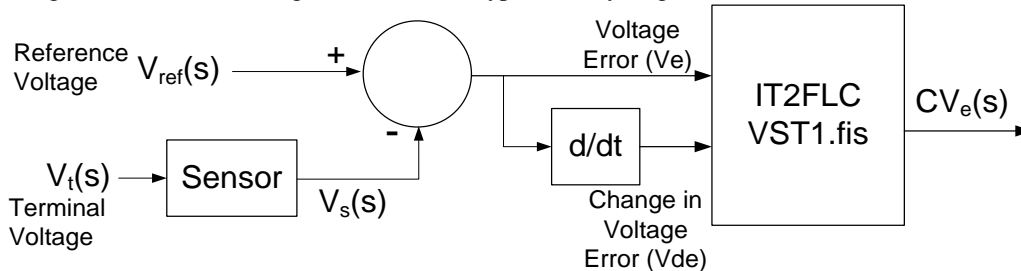 Reference
Voltage
V_ref(s)
+
-
V_t(s)
Terminal
Voltage
Sensor
V_s(s)
Voltage
Error (Ve)
d/dt
Change in
Voltage
Error (Vde)
IT2FLC
VST1.fis
CV_e(s)